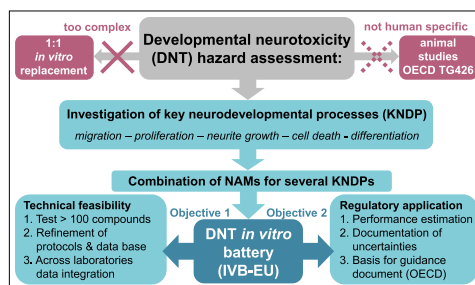 too complex
not human specific
1:1
in vitro
replacement
Developmental neurotoxicity
(DNT) hazard assessment:
animal
studies
OECD TG426
Investigation of key neurodevelopmental processes (KNDP)
migration – proliferation – neurite growth – cell death - differentiation
Combination of NAMs for several KNDPs
Technical feasibility
1. Test > 100 compounds
2. Refinement of
protocols & data base
3. Across laboratories
data integration
Objective 1
Objective 2
DNT in vitro
battery
(IVB-EU)
Regulatory application
1. Performance estimation
2. Documentation of
uncertainties
3. Basis for guidance
document (OECD)